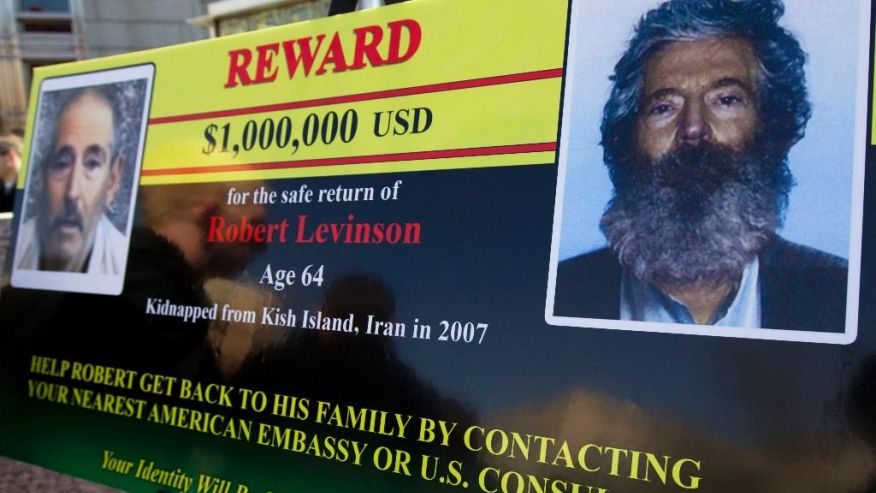 REWARD
$1,000,000 USD
for the safe return of
Robert Levinson
Age 64
Kidnapped from Kish Island, Iran in 2007
HELP ROBERT GET BACK TO HIS FAMILY BY CONTACTING
YOUR NEAREST AMERICAN EMBASSY OR U.S.
Your Identity Will